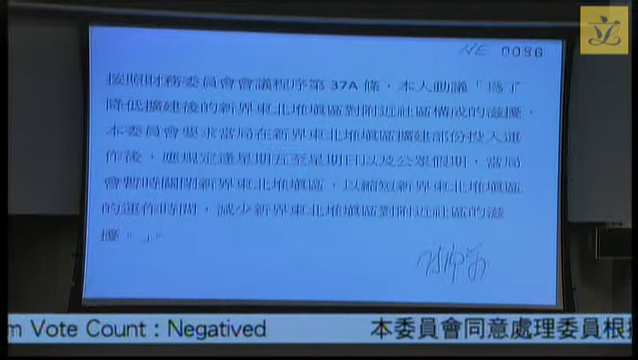 立
NE 0096
按照財務委員會會議程序第 37A 條,本人動議「為了
降低擴建後的新界東北堆填區對附近社區構成的滋擾,
本委員會要求當局在新界東北堆填區擴建部份投入運
作後,應規定逢星期五至星期日以及公眾假期,當局
會暫時關閉新界東北堆填區,以縮短新界東北堆填區
的運作時間,減少新界東北堆填區對附近社區的滋
擾。」。
m Vote Count : Negatived 本委員會同意處理委員根